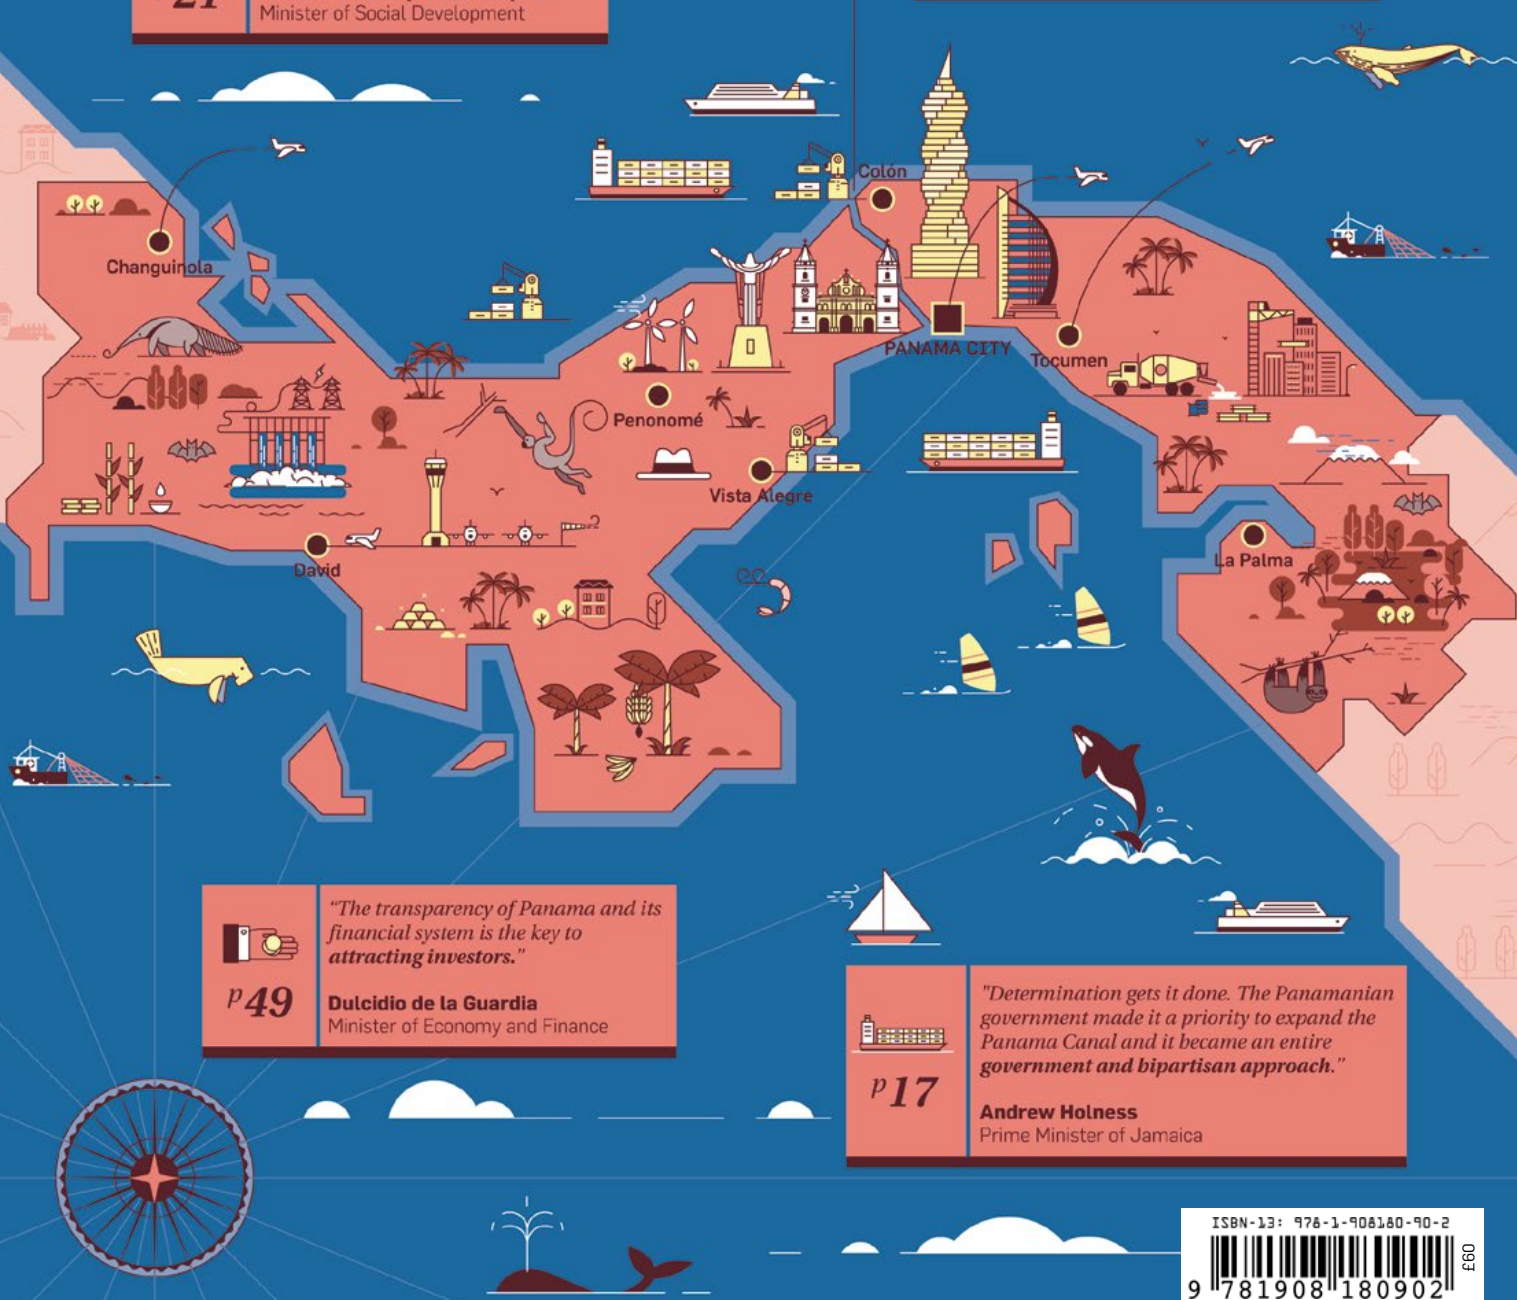 21
Minister of Social Development
Colón
Changuinola
PANAMA CITY
Tocumen
Penonomé
Vista Alegre
La Palma
David
"The transparency of Panama and its
financial system is the key to
attracting investors."
p49
Dulcidio de la Guardia
Minister of Economy and Finance
"Determination gets it done. The Panamanian
government made it a priority to expand the
Panama Canal and it became an entire
government and bipartisan approach."
p17
Andrew Holness
Prime Minister of Jamaica
ISBN-13: 978-1-908180-90-2
£60
9 781908 180902